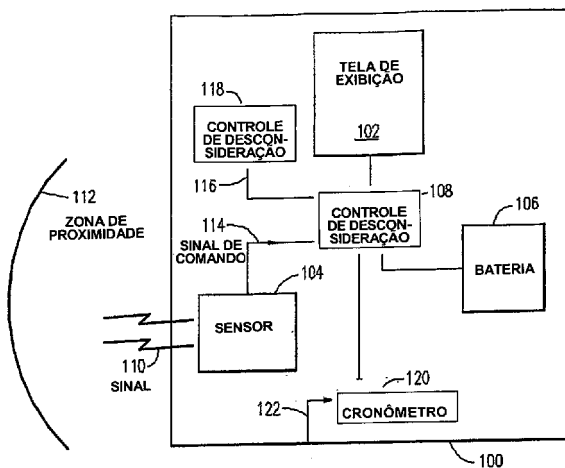 TELA DE
EXIBIÇÃO
102
118
CONTROLE
DE DESCON-
SIDERAÇÃO
116
108
112
ZONA DE
PROXIMIDADE
114
SINAL DE
COMANDO
CONTROLE
DE DESCON-
SIDERAÇÃO
106
BATERIA
104
SENSOR
110
SINAL
120
CRONÔMETRO
122
100